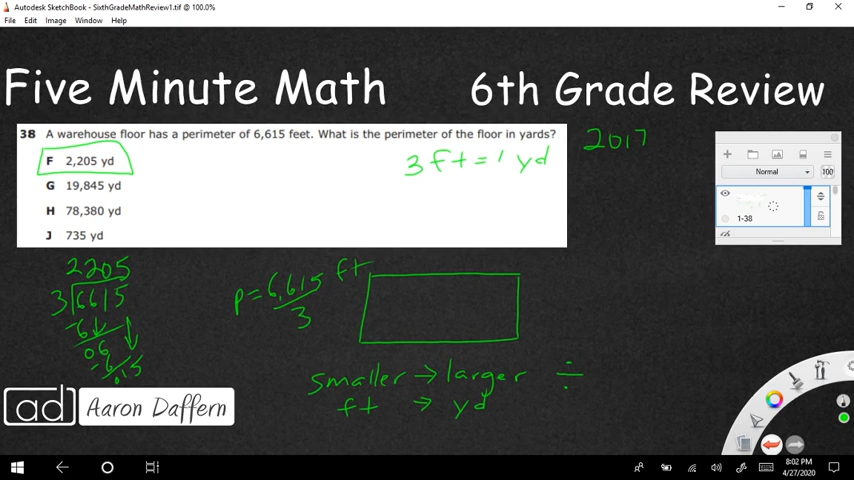 Autodesk SketchBook - SixthGradeMathReview1.tif @ 100.0%
File Edit Image Window Help
Five Minute Math
6th Grade Review
38 A warehouse floor has a perimeter of 6,615 feet. What is the perimeter of the floor in yards?
2017
F 2,205 yd
3 ft = 1 yd
G 19,845 yd
H 78,380 yd
J 735 yd
Normal
100
1-38
2205
3 6615
-6
06
-6
015
P = 6,615 ft
3
smaller → larger ÷
ft → yd
ad Aaron Daffern
8:02 PM
4/27/2020